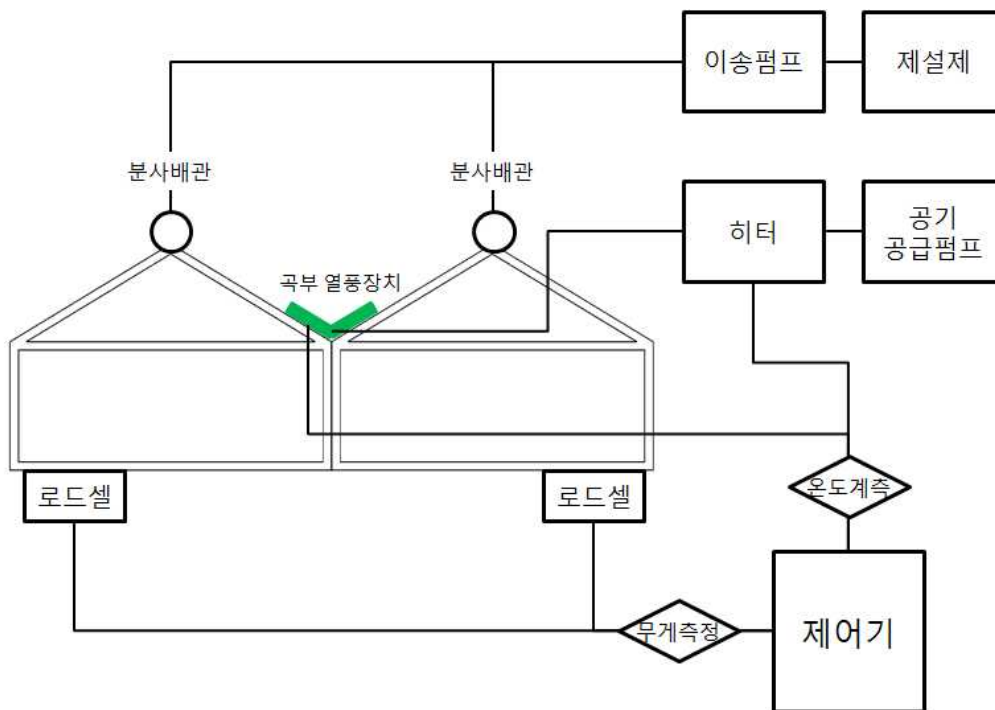 이송펌프
제설제
분사배관
분사배관
히터
공기
공급펌프
곡부 열풍장치
로드셀
로드셀
온도계측
무게측정
제어기